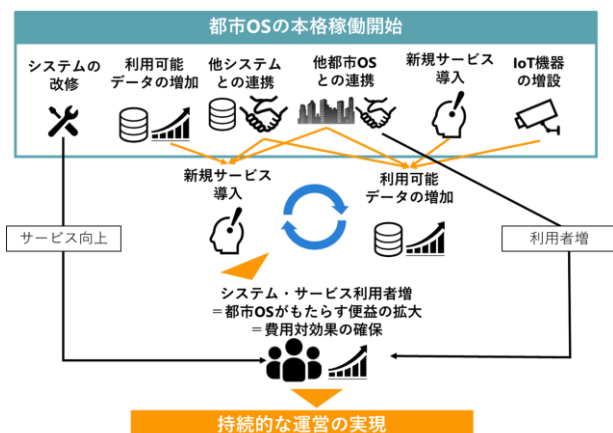 都市OSの本格稼働開始
システムの
改修
利用可能
データの増加
他システム
との連携
他都市OS
との連携
新規サービス
導入
IoT機器
の増設
新規サービス
導入
利用可能
データの増加
サービス向上
利用者増
システム・サービス利用者増
＝都市OSがもたらす便益の拡大
＝費用対効果の確保
持続的な運営の実現